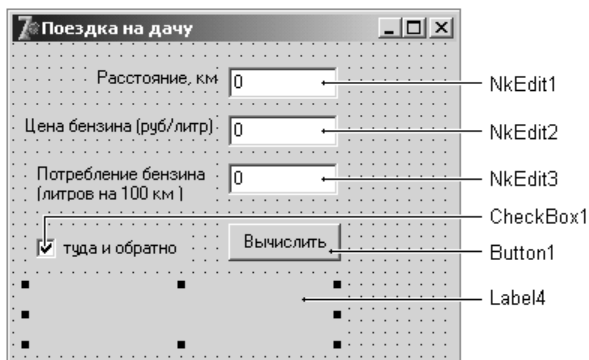 Поездка на дачу
Расстояние, км 0 NkEdit1
Цена бензина (руб/литр) 0 NkEdit2
Потребление бензина 0 NkEdit3
(литров на 100 км )
CheckBox1
туда и обратно Вычислить Button1
Label4